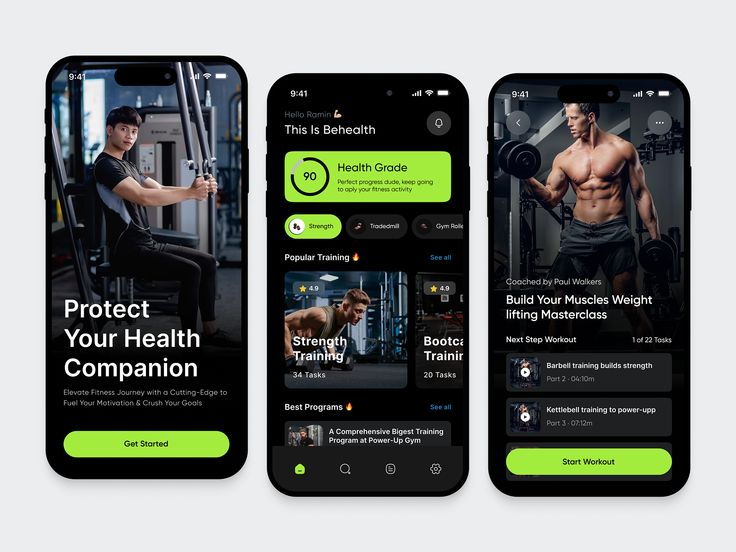 9:41
Protect
Your Health
Companion
Elevate Fitness Journey with a Cutting-Edge to
Fuel Your Motivation & Crush Your Goals
Get Started
9:41
Hello Ramin 💪🏻
This Is Behealth
90
Health Grade
Perfect progress dude, keep going
to aply your fitness activity
Strength
Tradedmill
Gym Rolle
Popular Training 🔥
See all
4.9
Strength
Training
34 Tasks
4.9
Bootca
Trainin
20 Tasks
Best Programs 🔥
See all
A Comprehensive Bigest Training
Program at Power-Up Gym
9:41
Coached by Paul Walkers
Build Your Muscles Weight
lifting Masterclass
Next Step Workout
1 of 22 Tasks
Barbell training builds strength
Part 2 · 04:10m
Kettlebell training to power-upp
Part 3 · 07:12m
Start Workout